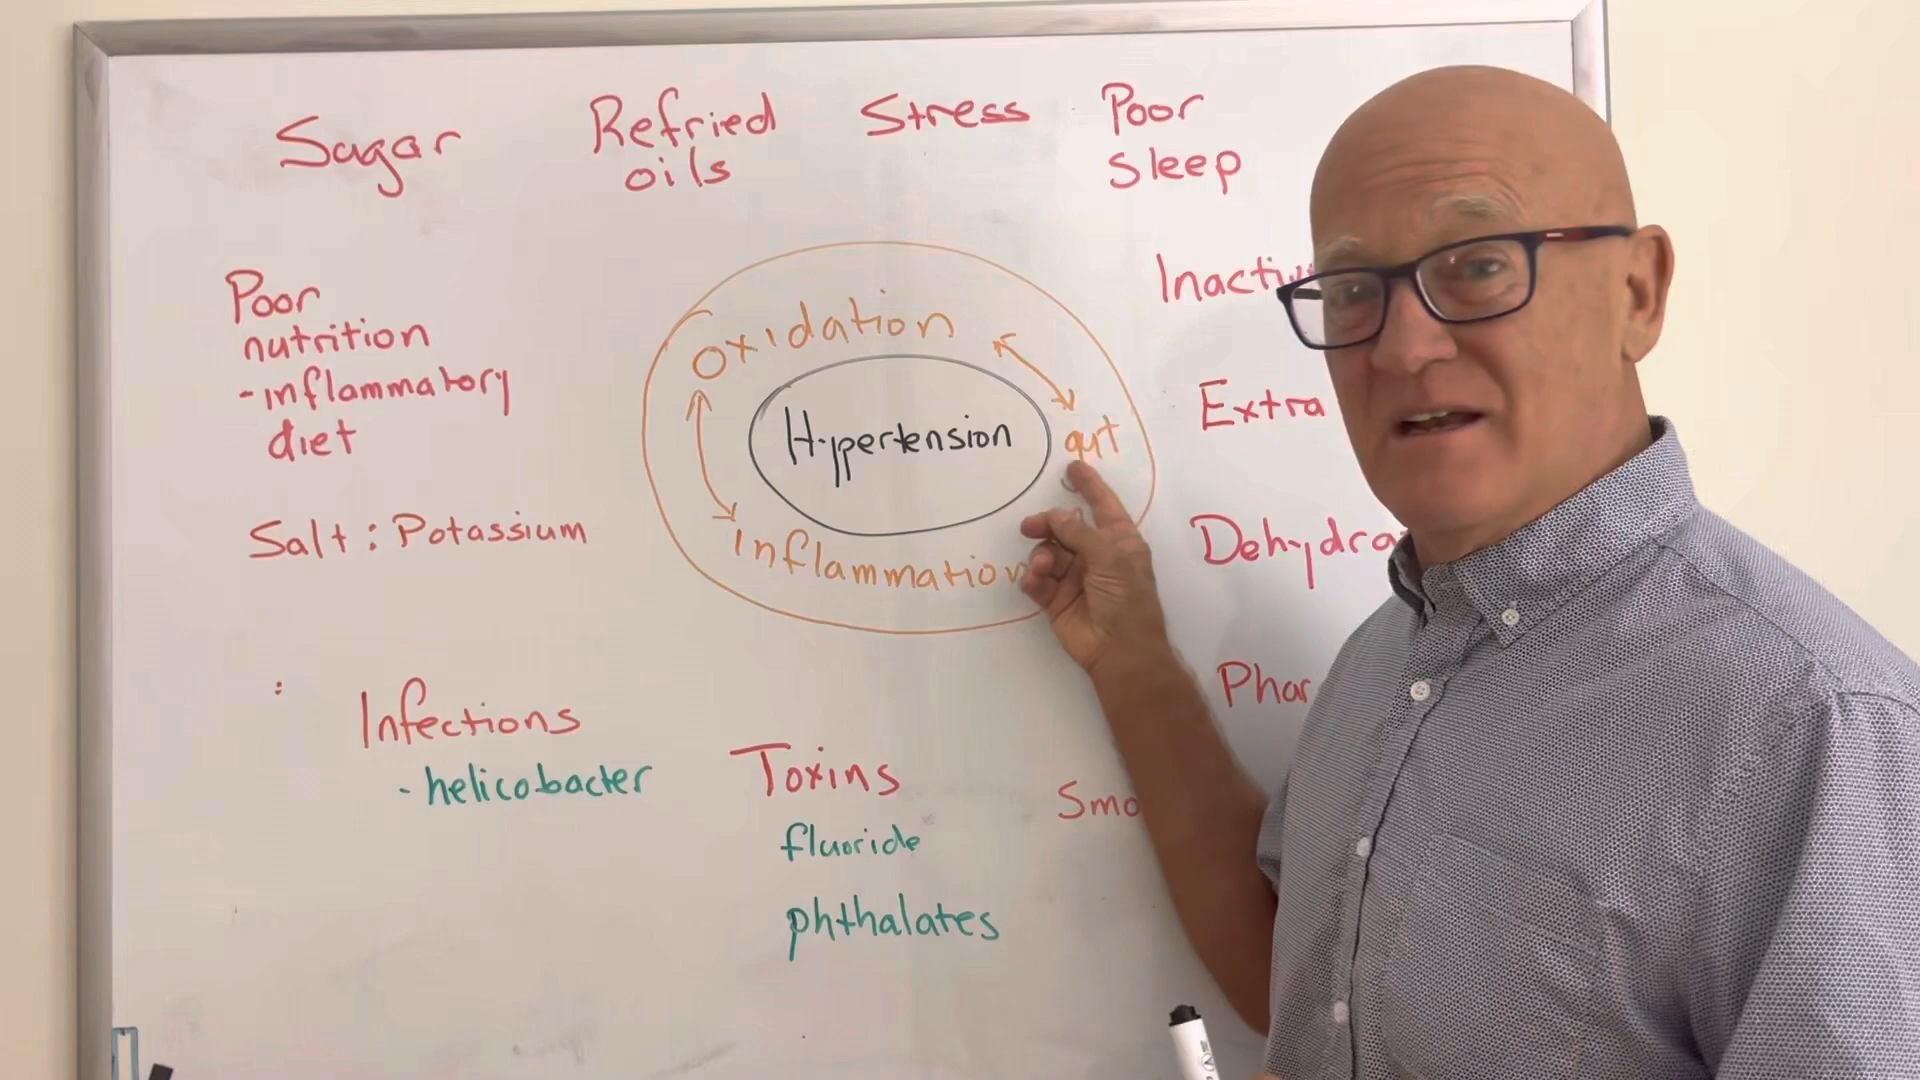 Sugar
Refried
oils
Stress
Poor
sleep
Poor
nutrition
- inflammatory
diet
Salt : Potassium
Oxidation
Hypertension
gut
Inflammation
Extra
Infections
- helicobacter
Toxins
fluoride
phthalates